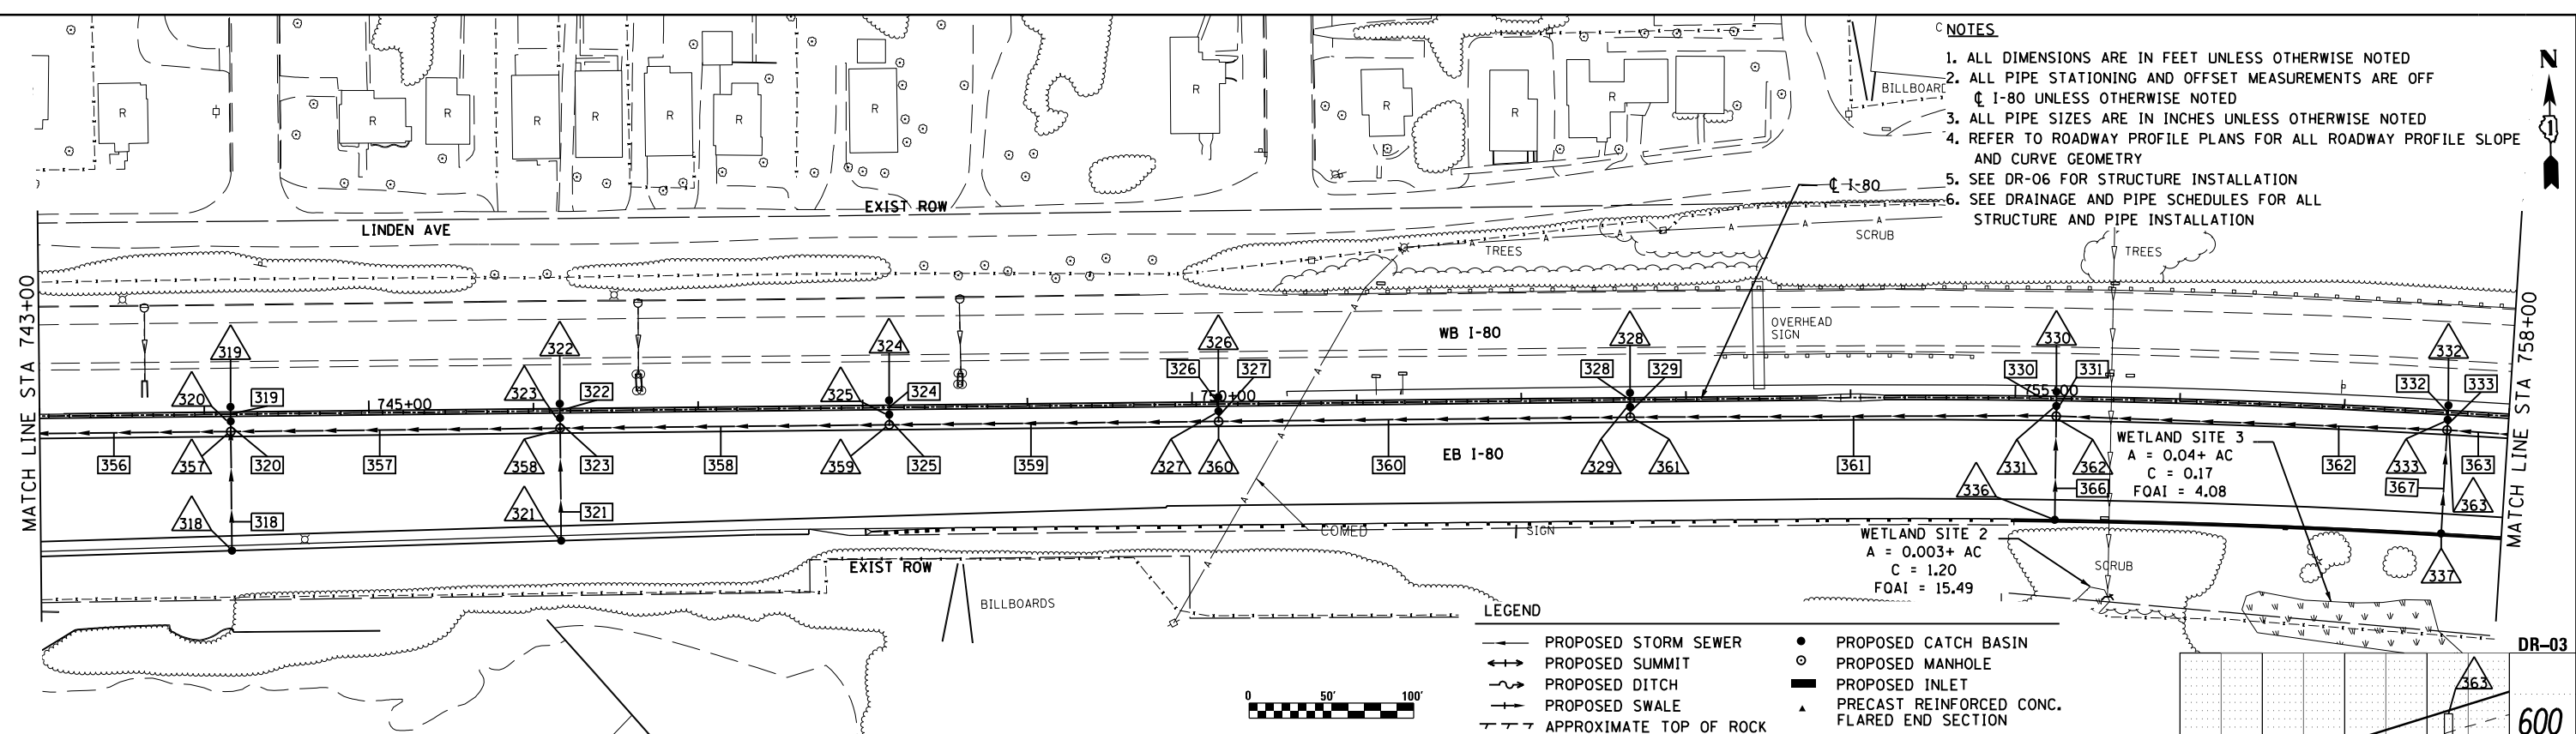 NOTES
1. ALL DIMENSIONS ARE IN FEET UNLESS OTHERWISE NOTED
2. ALL PIPE STATIONING AND OFFSET MEASUREMENTS ARE OFF
℄ I-80 UNLESS OTHERWISE NOTED
3. ALL PIPE SIZES ARE IN INCHES UNLESS OTHERWISE NOTED
4. REFER TO ROADWAY PROFILE PLANS FOR ALL ROADWAY PROFILE SLOPE
AND CURVE GEOMETRY
5. SEE DR-06 FOR STRUCTURE INSTALLATION
6. SEE DRAINAGE AND PIPE SCHEDULES FOR ALL
STRUCTURE AND PIPE INSTALLATION
N
1
BILLBOARD
R R R R R R R R R R R R
EXIST ROW
℄ I-80
LINDEN AVE
SCRUB
TREES
TREES
A A A A A A A A A
MATCH LINE STA 743+00
MATCH LINE STA 758+00
WB I-80
OVERHEAD
SIGN
319 322 324 326 328 330 332
320 319 323 322 325 324 326 327 328 329 330 331 332 333
745+00
750+00
755+00
EB I-80
356 357 320 357 358 323 358 359 325 359 327 360 360 329 361 361 331 362 362 333 363
WETLAND SITE 3
A = 0.04+ AC
C = 0.17
FQAI = 4.08
318 318 321 321 336 366 367 363
COMED
SIGN
WETLAND SITE 2
A = 0.003+ AC
C = 1.20
FQAI = 15.49
SCRUB
337
EXIST ROW
BILLBOARDS
LEGEND
PROPOSED STORM SEWER
PROPOSED SUMMIT
PROPOSED DITCH
PROPOSED SWALE
APPROXIMATE TOP OF ROCK
PROPOSED CATCH BASIN
PROPOSED MANHOLE
PROPOSED INLET
PRECAST REINFORCED CONC.
FLARED END SECTION
0 50' 100'
DR-03
363
600